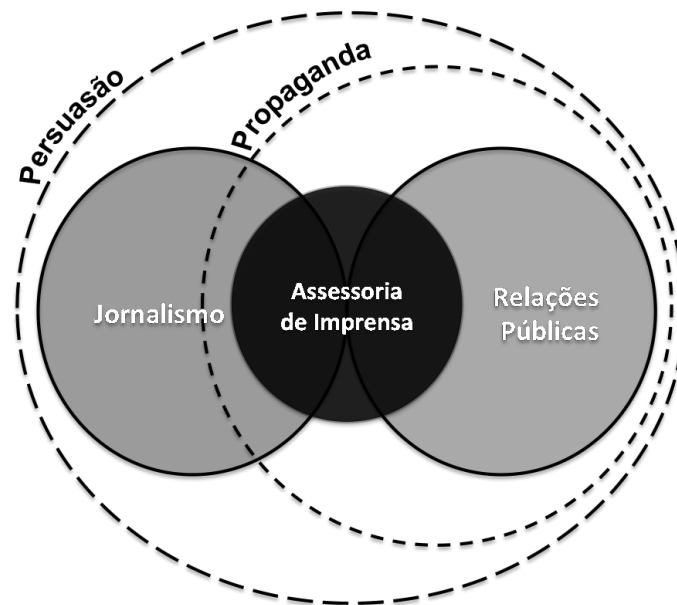 Persuasão
Propaganda
Jornalismo
Assessoria
de Imprensa
Relações
Públicas